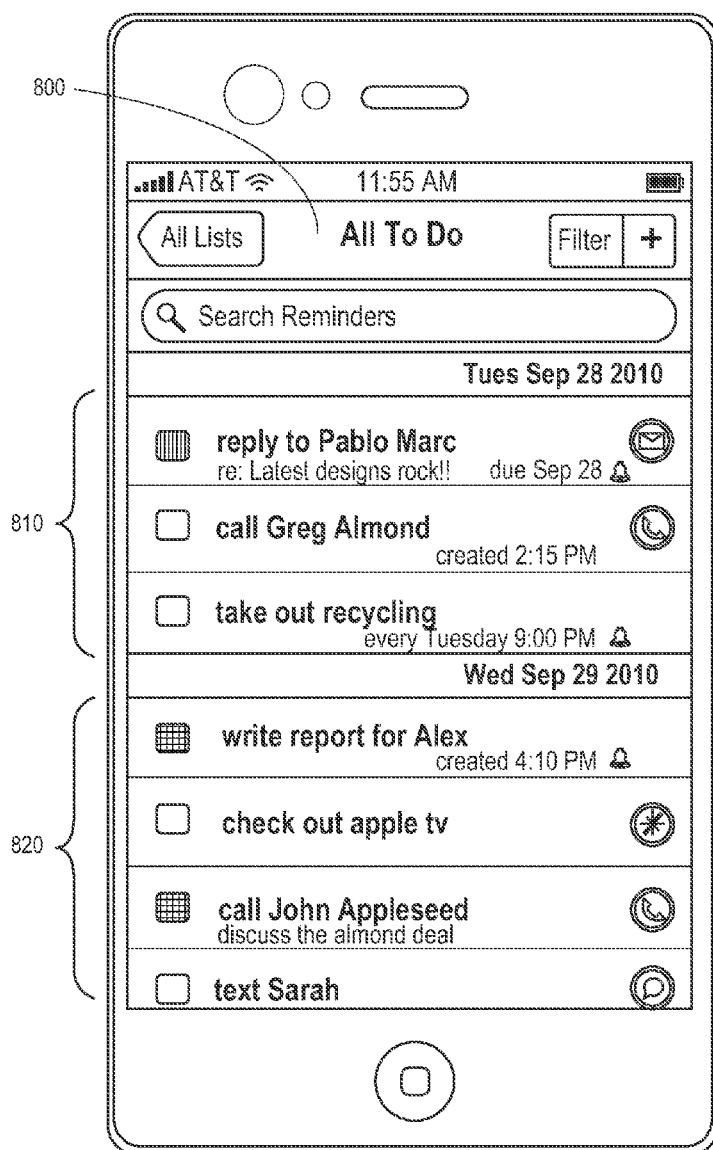 800
AT&T 11:55 AM
All Lists All To Do Filter +
Search Reminders
Tues Sep 28 2010
810
reply to Pablo Marc
re: Latest designs rock!! due Sep 28
call Greg Almond
created 2:15 PM
take out recycling
every Tuesday 9:00 PM
Wed Sep 29 2010
820
write report for Alex
created 4:10 PM
check out apple tv
call John Appleseed
discuss the almond deal
text Sarah